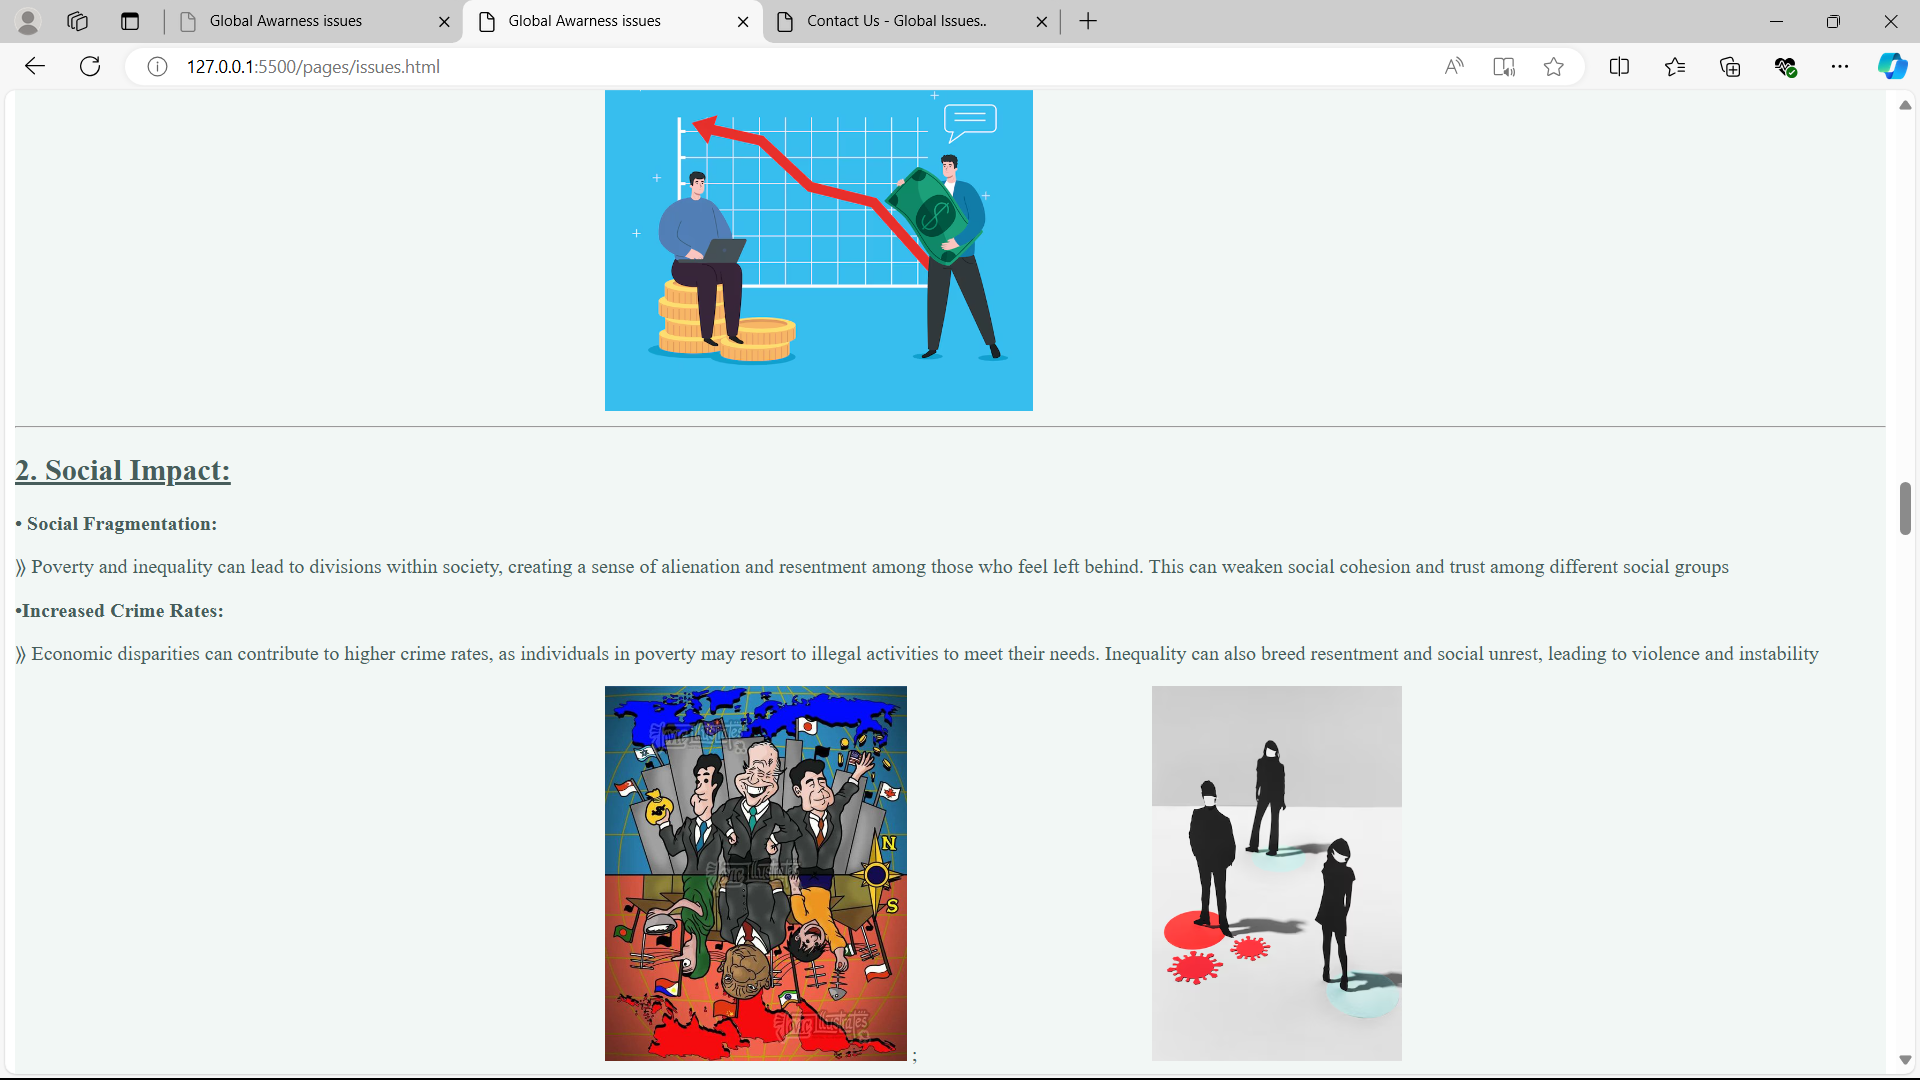 Global Awarness issues
Global Awarness issues
Contact Us - Global Issues..
127.0.0.1:5500/pages/issues.html
2. Social Impact:
• Social Fragmentation:
⟫ Poverty and inequality can lead to divisions within society, creating a sense of alienation and resentment among those who feel left behind. This can weaken social cohesion and trust among different social groups
•Increased Crime Rates:
⟫ Economic disparities can contribute to higher crime rates, as individuals in poverty may resort to illegal activities to meet their needs. Inequality can also breed resentment and social unrest, leading to violence and instability
$
$
N
S
;